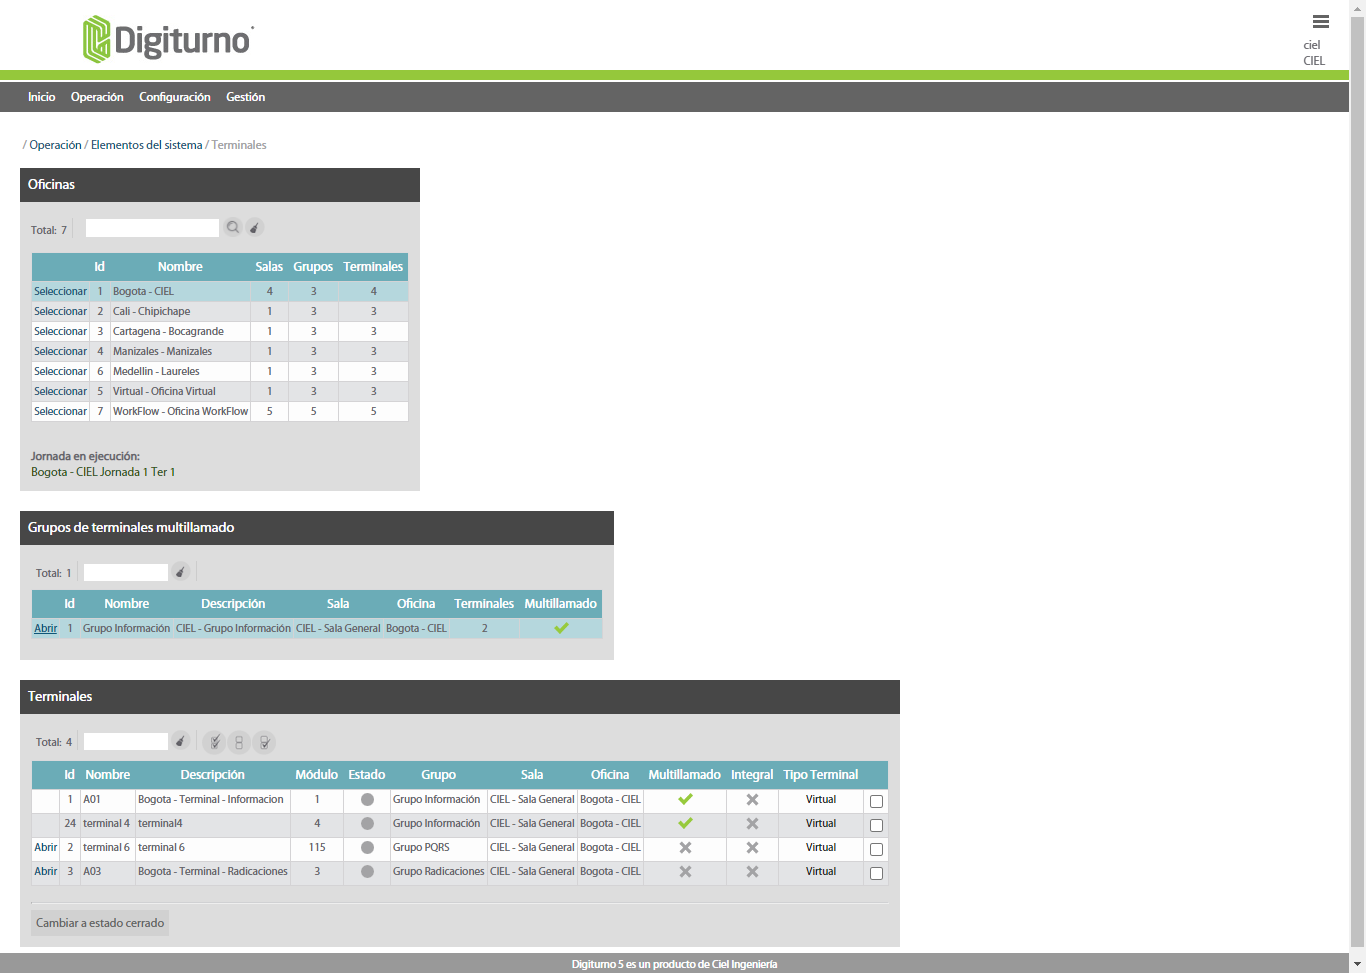 Digiturno
ciel
CIEL
Inicio Operación Configuración Gestión
/ Operación / Elementos del sistema / Terminales
Oficinas
Total: 7
Id Nombre Salas Grupos Terminales
Seleccionar 1 Bogota - CIEL 4 3 4
Seleccionar 2 Cali - Chipichape 1 3 3
Seleccionar 3 Cartagena - Bocagrande 1 3 3
Seleccionar 4 Manizales - Manizales 1 3 3
Seleccionar 6 Medellin - Laureles 1 3 3
Seleccionar 5 Virtual - Oficina Virtual 1 3 3
Seleccionar 7 WorkFlow - Oficina WorkFlow 5 5 5
Jornada en ejecución:
Bogota - CIEL Jornada 1 Ter 1
Grupos de terminales multillamado
Total: 1
Id Nombre Descripción Sala Oficina Terminales Multillamado
Abrir 1 Grupo Información CIEL - Grupo Información CIEL - Sala General Bogota - CIEL 2
Terminales
Total: 4
Id Nombre Descripción Módulo Estado Grupo Sala Oficina Multillamado Integral Tipo Terminal
1 A01 Bogota - Terminal - Informacion 1 Grupo Información CIEL - Sala General Bogota - CIEL Virtual
24 terminal 4 terminal4 4 Grupo Información CIEL - Sala General Bogota - CIEL Virtual
Abrir 2 terminal 6 terminal 6 115 Grupo PQRS CIEL - Sala General Bogota - CIEL Virtual
Abrir 3 A03 Bogota - Terminal - Radicaciones 3 Grupo Radicaciones CIEL - Sala General Bogota - CIEL Virtual
Cambiar a estado cerrado
Digiturno 5 es un producto de Ciel Ingeniería